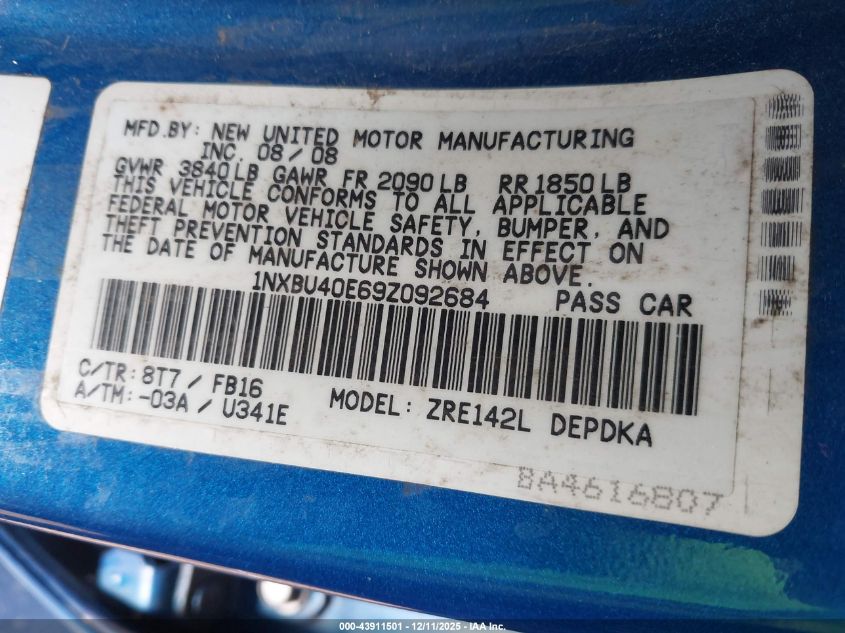 MFD.BY: NEW UNITED MOTOR MANUFACTURING
INC. 08/08
GVWR 3840LB GAWR FR 2090LB RR 1850LB
THIS VEHICLE CONFORMS TO ALL APPLICABLE
FEDERAL MOTOR VEHICLE SAFETY, BUMPER, AND
THEFT PREVENTION STANDARDS IN EFFECT ON
THE DATE OF MANUFACTURE SHOWN ABOVE.
1NXBU40E69Z092684 PASS CAR
C/TR: 8T7 / FB16
A/TM: -03A / U341E MODEL: ZRE142L DEPDKA
BA4616807
000-43911501 - 12/11/2025 - IAA Inc.